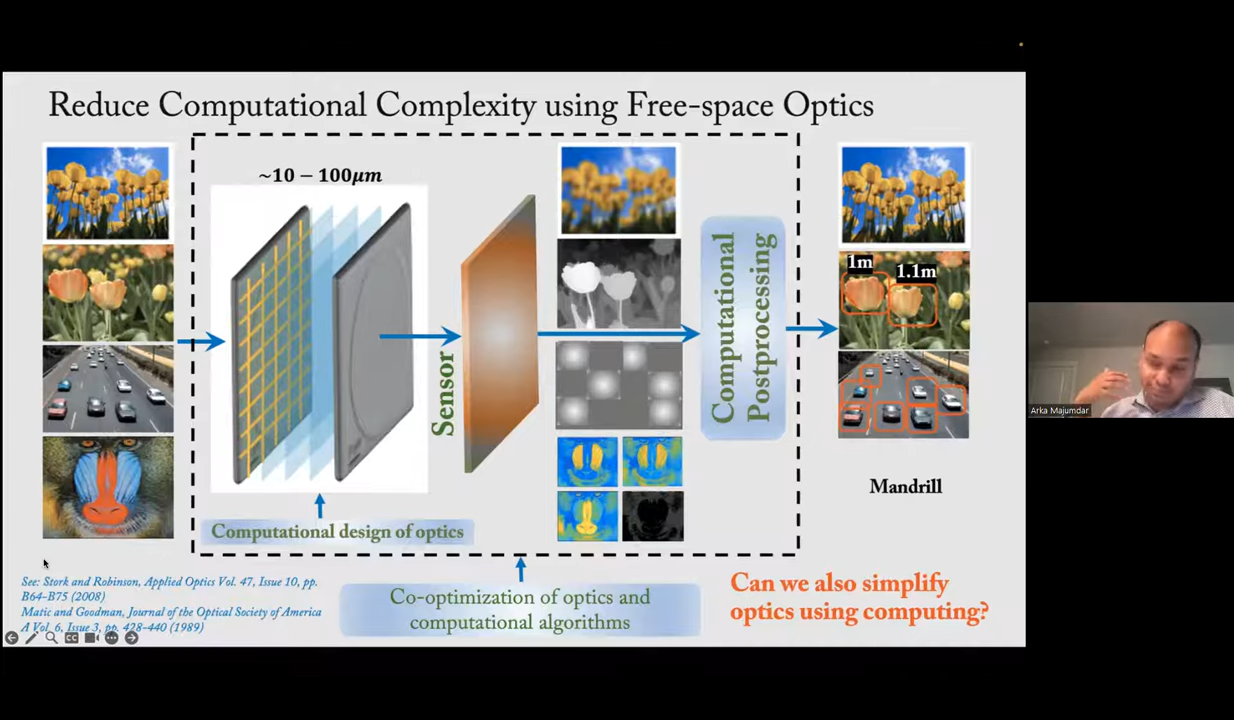 Reduce Computational Complexity using Free-space Optics
~10 − 100μm
Sensor
Computational
Postprocessing
1m
1.1m
Mandrill
Computational design of optics
Co-optimization of optics and
computational algorithms
Can we also simplify
optics using computing?
See: Stork and Robinson, Applied Optics Vol. 47, Issue 10, pp.
B64-B75 (2008)
Matic and Goodman, Journal of the Optical Society of America
A Vol. 6, Issue 3, pp. 428-440 (1989)
CC
Arka Majumdar